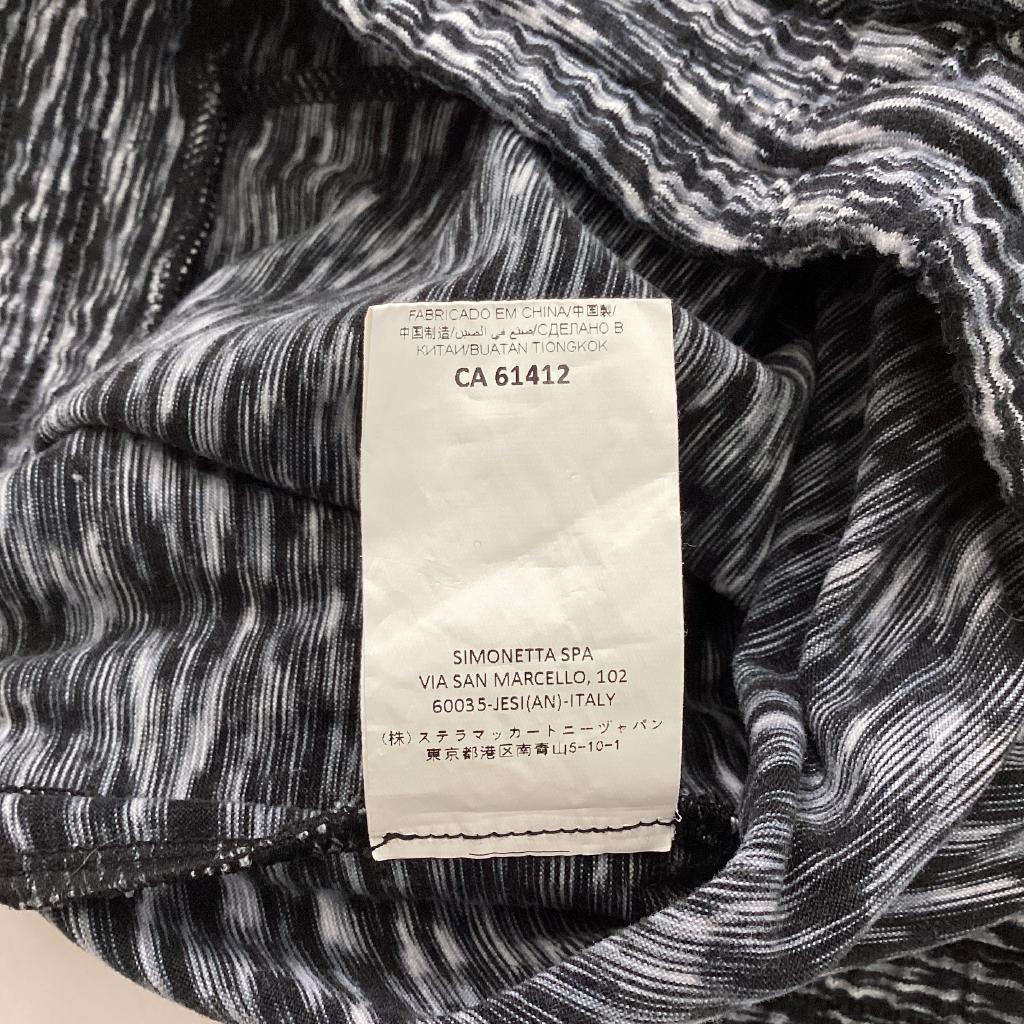 FABRICADO EM CHINA/中国製/
中国制造/صنع في الصين/СДЕЛАНО В
КИТАИ/BUATAN TIONGKOK
CA 61412
SIMONETTA SPA
VIA SAN MARCELLO, 102
60035-JESI(AN)-ITALY
(株)ステラマッカートニーヅャパン
東京都港区南青山5-10-1